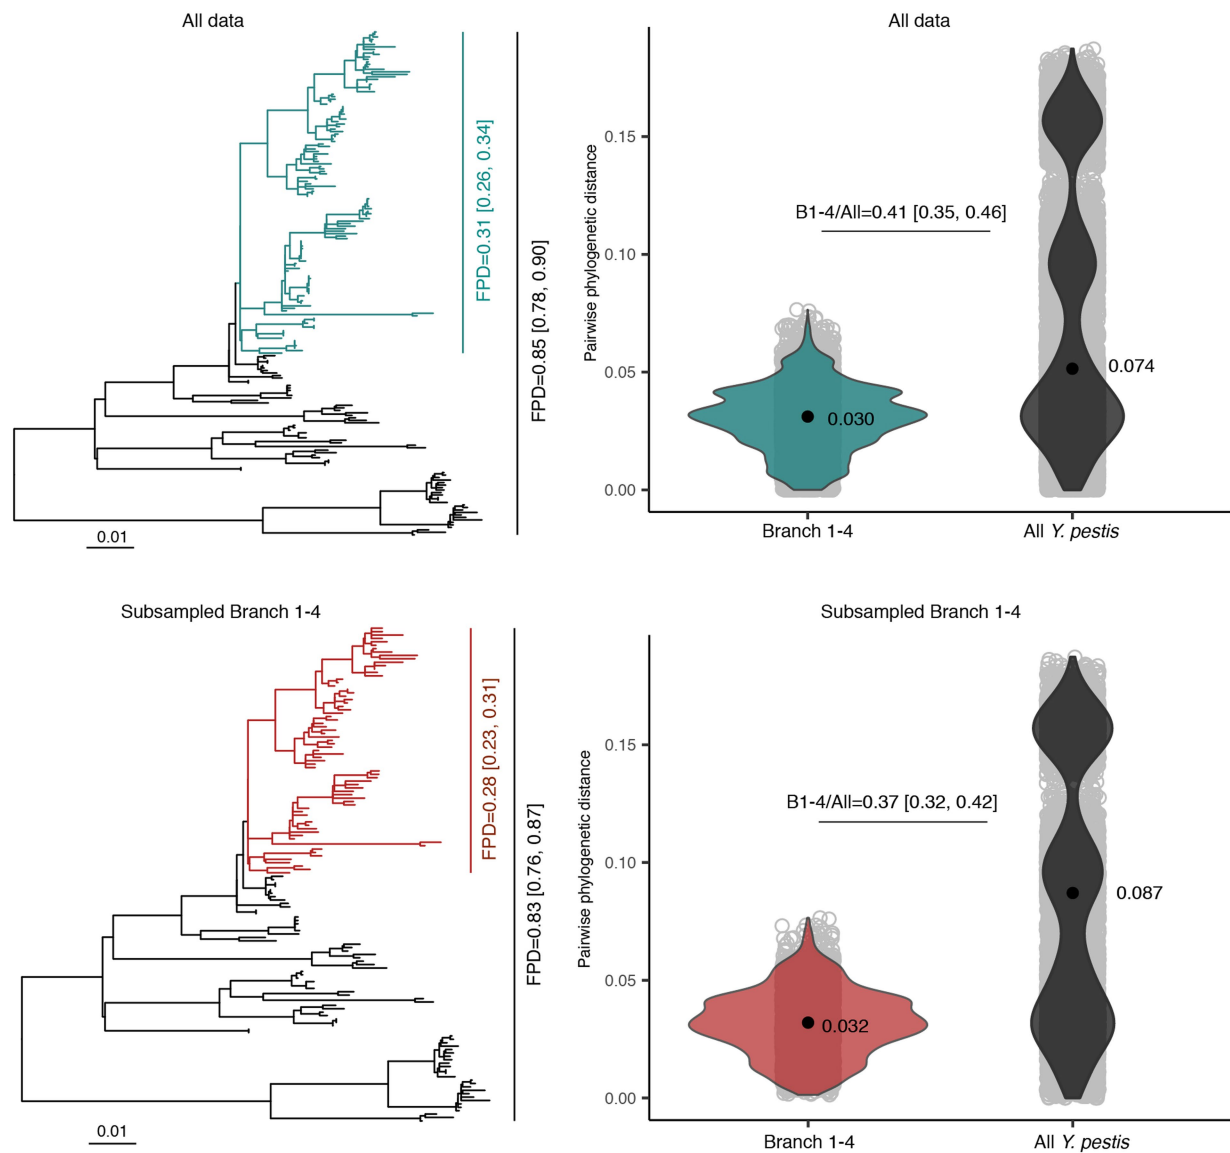 All data
FPD=0.31 [0.26, 0.34]
FPD=0.85 [0.78, 0.90]
0.01
All data
Pairwise phylogenetic distance
0.15
0.10
0.05
0.00
B1-4/All=0.41 [0.35, 0.46]
0.030
0.074
Branch 1-4
All Y. pestis
Subsampled Branch 1-4
FPD=0.28 [0.23, 0.31]
FPD=0.83 [0.76, 0.87]
0.01
Subsampled Branch 1-4
Pairwise phylogenetic distance
0.15
0.10
0.05
0.00
B1-4/All=0.37 [0.32, 0.42]
0.032
0.087
Branch 1-4
All Y. pestis